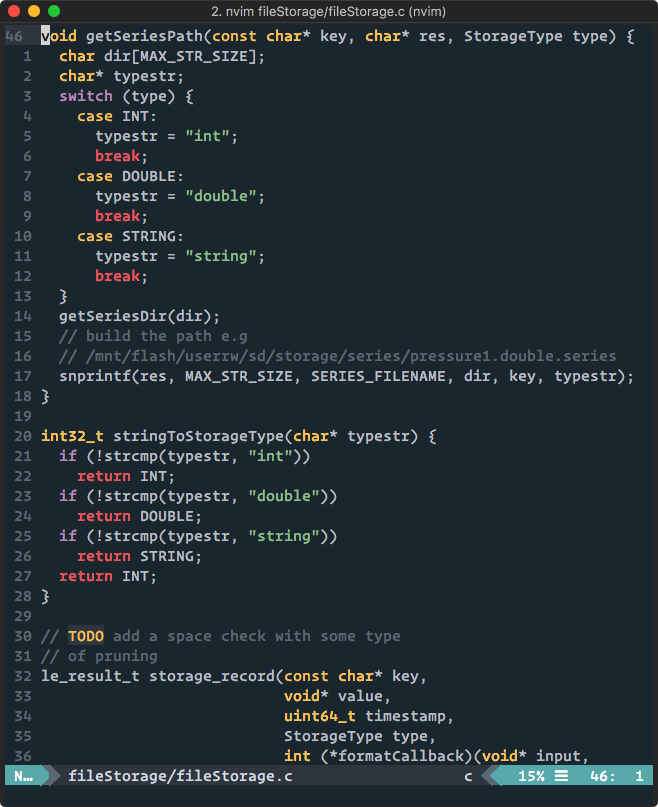 2. nvim fileStorage/fileStorage.c (nvim)
46 void getSeriesPath(const char* key, char* res, StorageType type) {
1 char dir[MAX_STR_SIZE];
2 char* typestr;
3 switch (type) {
4 case INT:
5 typestr = "int";
6 break;
7 case DOUBLE:
8 typestr = "double";
9 break;
10 case STRING:
11 typestr = "string";
12 break;
13 }
14 getSeriesDir(dir);
15 // build the path e.g
16 // /mnt/flash/userrw/sd/storage/series/pressure1.double.series
17 snprintf(res, MAX_STR_SIZE, SERIES_FILENAME, dir, key, typestr);
18 }
19
20 int32_t stringToStorageType(char* typestr) {
21 if (!strcmp(typestr, "int"))
22 return INT;
23 if (!strcmp(typestr, "double"))
24 return DOUBLE;
25 if (!strcmp(typestr, "string"))
26 return STRING;
27 return INT;
28 }
29
30 // TODO add a space check with some type
31 // of pruning
32 le_result_t storage_record(const char* key,
33 void* value,
34 uint64_t timestamp,
35 StorageType type,
36 int (*formatCallback)(void* input,
N… fileStorage/fileStorage.c c 15% ☰ 46: 1